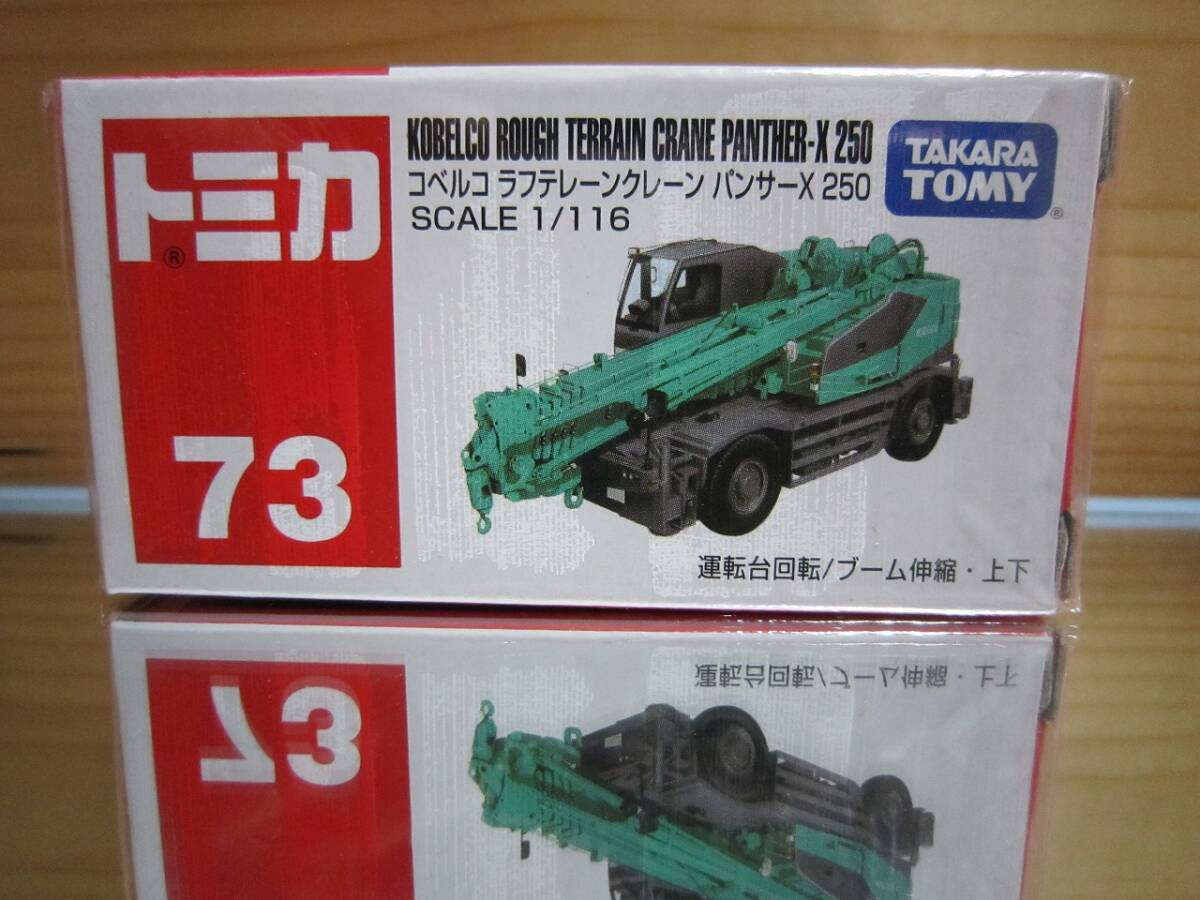 トミカ
®
73
KOBELCO ROUGH TERRAIN CRANE PANTHER-X 250
コベルコ ラフテレーンクレーン パンサーX 250
SCALE 1/116
TAKARA
TOMY
®
運転台回転/ブーム伸縮・上下
運転台回転/ブーム伸縮・上下
73